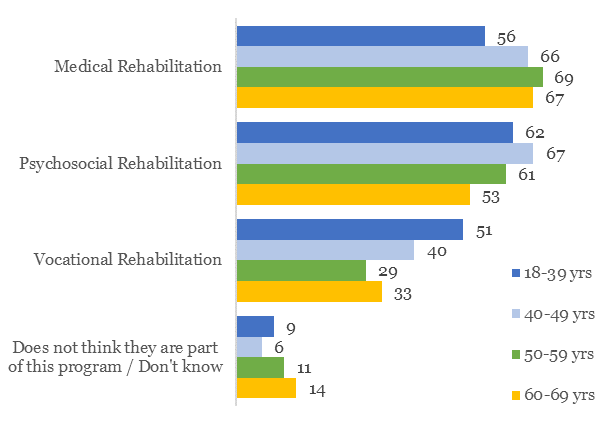 56
Medical Rehabilitation
66
69
67
62
Psychosocial Rehabilitation
67
61
53
51
Vocational Rehabilitation
40
29
33
9
Does not think they are part
of this program / Don't know
6
11
14
18-39 yrs
40-49 yrs
50-59 yrs
60-69 yrs